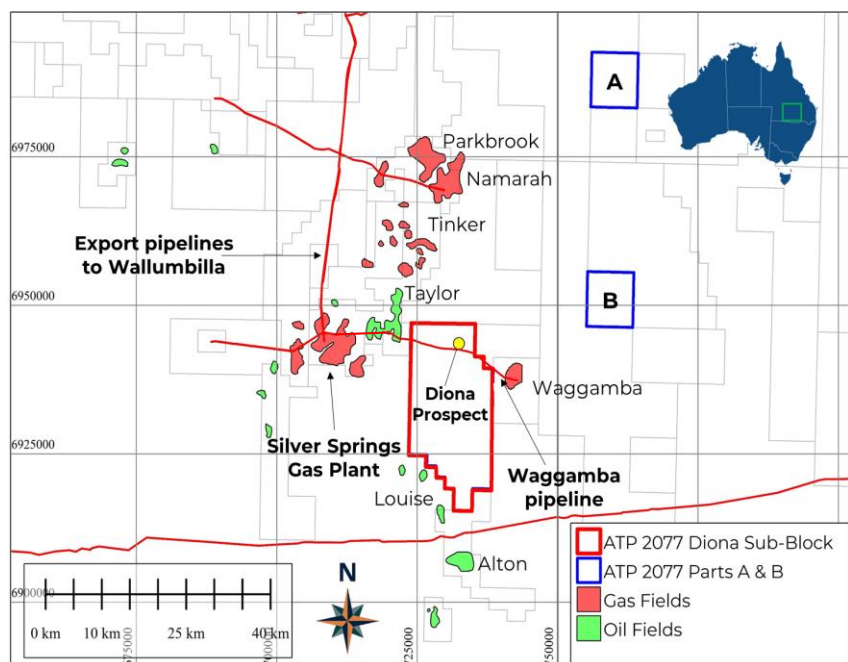 A
6975000
Parkbrook
Namarah
Tinker
Export pipelines
to Wallumbilla
Taylor
6950000
B
Diona
Prospect
Waggamba
6925000
Silver Springs
Gas Plant
Waggamba
pipeline
Louise
Alton
N
6900000
0 km 10 km 25 km 40 km
725000
ATP 2077 Diona Sub-Block
ATP 2077 Parts A & B
Gas Fields
Oil Fields